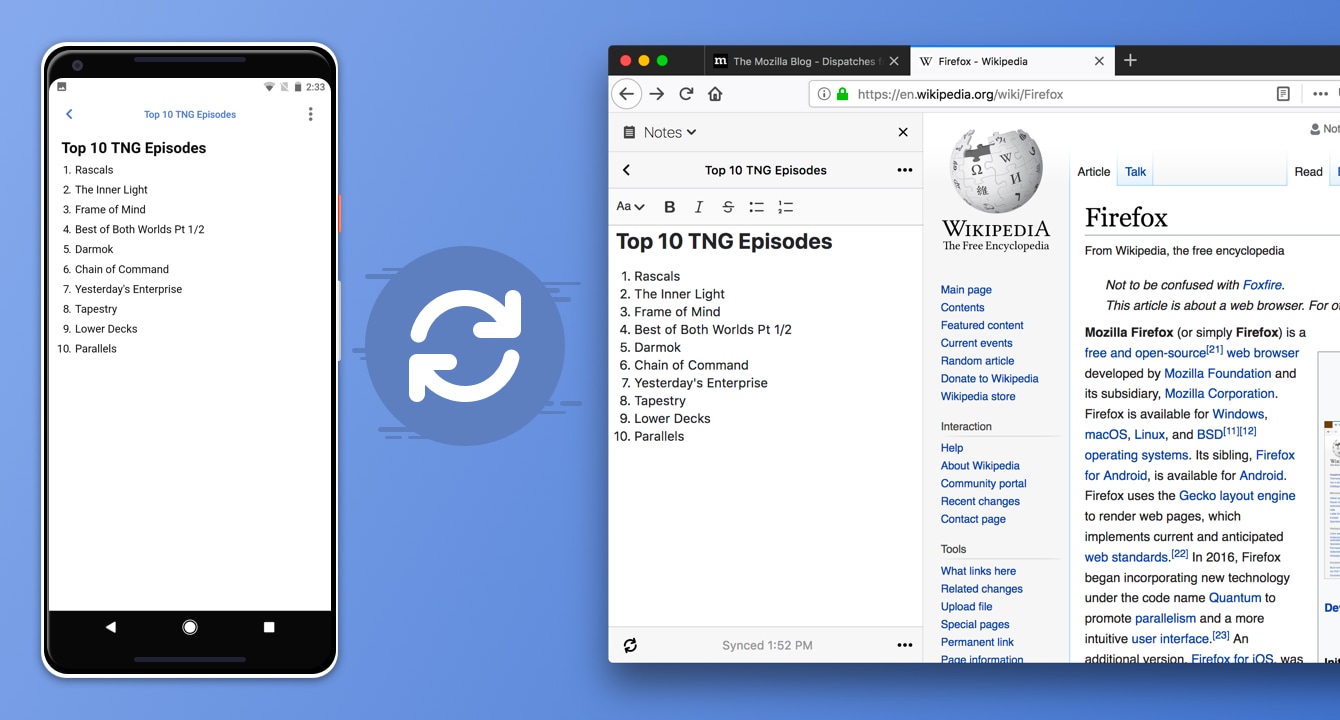 2:33
Top 10 TNG Episodes
Top 10 TNG Episodes
1. Rascals
2. The Inner Light
3. Frame of Mind
4. Best of Both Worlds Pt 1/2
5. Darmok
6. Chain of Command
7. Yesterday's Enterprise
8. Tapestry
9. Lower Decks
10. Parallels
m The Mozilla Blog - Dispatches
W Firefox - Wikipedia
https://en.wikipedia.org/wiki/Firefox
Notes
Top 10 TNG Episodes
Aa B I S
Top 10 TNG Episodes
1. Rascals
2. The Inner Light
3. Frame of Mind
4. Best of Both Worlds Pt 1/2
5. Darmok
6. Chain of Command
7. Yesterday's Enterprise
8. Tapestry
9. Lower Decks
10. Parallels
Synced 1:52 PM
WIKIPEDIA
The Free Encyclopedia
Main page
Contents
Featured content
Current events
Random article
Donate to Wikipedia
Wikipedia store
Interaction
Help
About Wikipedia
Community portal
Recent changes
Contact page
Tools
What links here
Related changes
Upload file
Special pages
Permanent link
Page information
Not
Article Talk Read
Firefox
From Wikipedia, the free encyclopedia
Not to be confused with Foxfire.
This article is about a web browser. For
Mozilla Firefox (or simply Firefox) is a
free and open-source[21] web browser
developed by Mozilla Foundation and
its subsidiary, Mozilla Corporation.
Firefox is available for Windows,
macOS, Linux, and BSD[11][12]
operating systems. Its sibling, Firefox
for Android, is available for Android.
Firefox uses the Gecko layout engine
to render web pages, which
implements current and anticipated
web standards.[22] In 2016, Firefox
began incorporating new technology
under the code name Quantum to
promote parallelism and a more
intuitive user interface.[23] An
additional version, Firefox for iOS, was